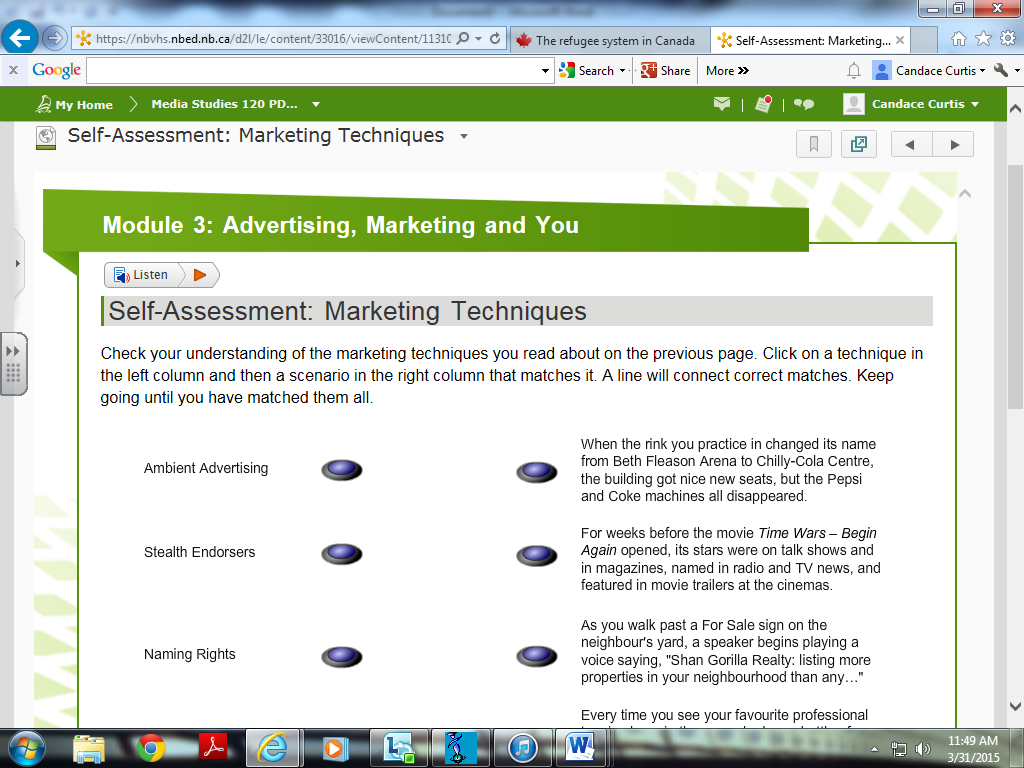 https://nbvhs.nbed.nb.ca/d2l/le/content/33016/viewContent/11310
The refugee system in Canada
Self-Assessment: Marketing...
Google
Search
Share
More »
Candace Curtis
My Home
Media Studies 120 PD...
Candace Curtis
Self-Assessment: Marketing Techniques
Module 3: Advertising, Marketing and You
Listen
Self-Assessment: Marketing Techniques
Check your understanding of the marketing techniques you read about on the previous page. Click on a technique in
the left column and then a scenario in the right column that matches it. A line will connect correct matches. Keep
going until you have matched them all.
Ambient Advertising
When the rink you practice in changed its name
from Beth Fleason Arena to Chilly-Cola Centre,
the building got nice new seats, but the Pepsi
and Coke machines all disappeared.
Stealth Endorsers
For weeks before the movie Time Wars – Begin
Again opened, its stars were on talk shows and
in magazines, named in radio and TV news, and
featured in movie trailers at the cinemas.
Naming Rights
As you walk past a For Sale sign on the
neighbour's yard, a speaker begins playing a
voice saying, "Shan Gorilla Realty: listing more
properties in your neighbourhood than any…"
Every time you see your favourite professional
11:49 AM
3/31/2015